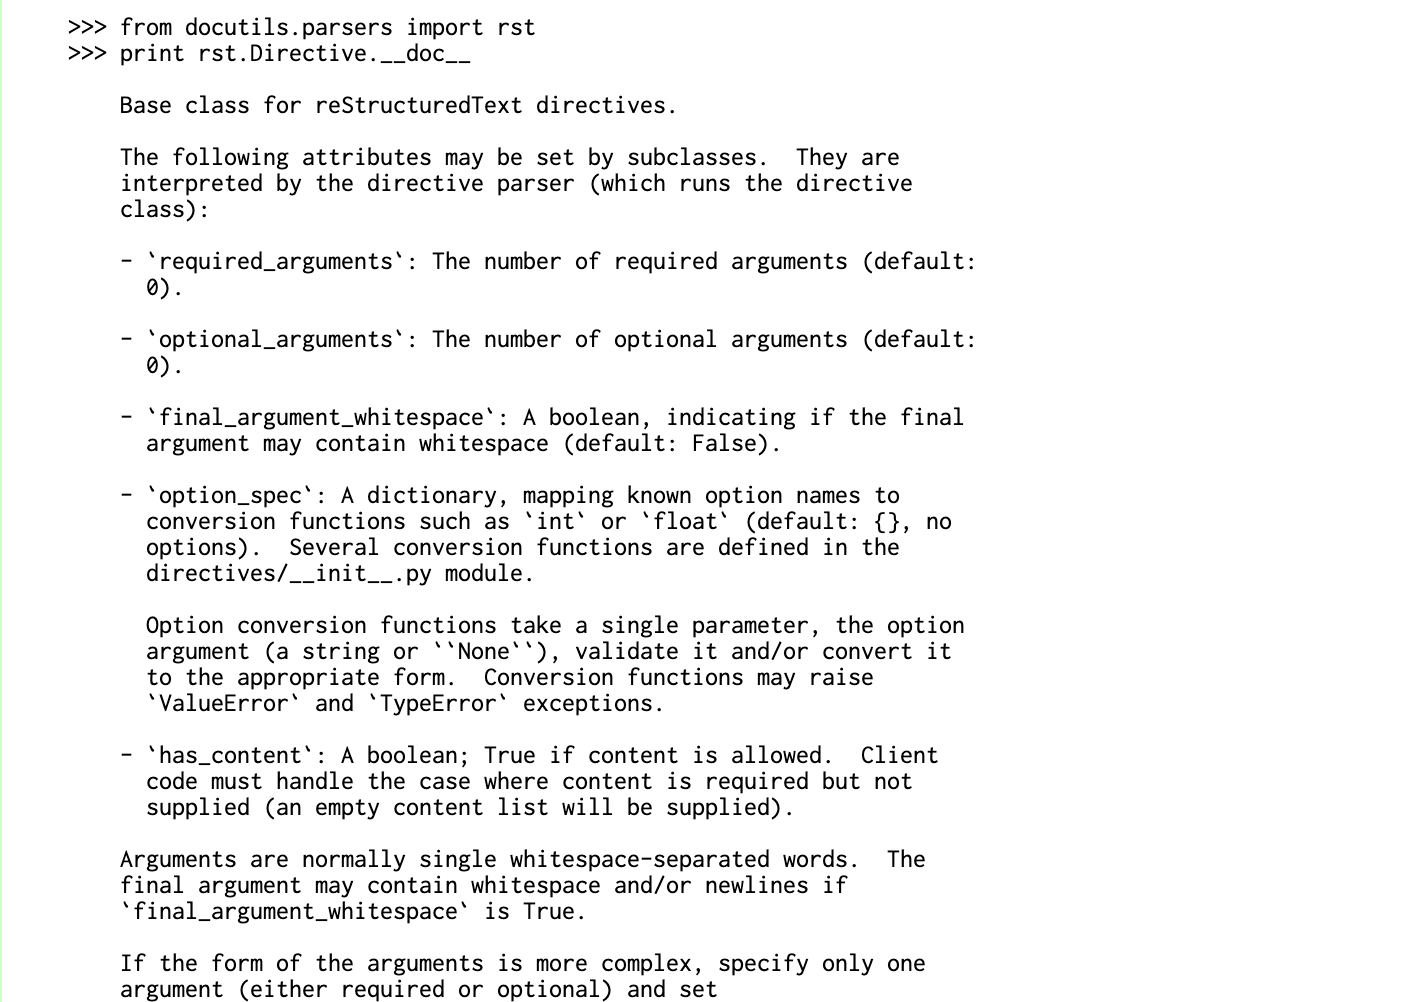 >>> from docutils.parsers import rst
>>> print rst.Directive.__doc__
Base class for reStructuredText directives.
The following attributes may be set by subclasses.  They are
interpreted by the directive parser (which runs the directive
class):
- `required_arguments`: The number of required arguments (default:
0).
- `optional_arguments`: The number of optional arguments (default:
0).
- `final_argument_whitespace`: A boolean, indicating if the final
argument may contain whitespace (default: False).
- `option_spec`: A dictionary, mapping known option names to
conversion functions such as `int` or `float` (default: {}, no
options).  Several conversion functions are defined in the
directives/__init__.py module.
Option conversion functions take a single parameter, the option
argument (a string or ``None``), validate it and/or convert it
to the appropriate form.  Conversion functions may raise
`ValueError` and `TypeError` exceptions.
- `has_content`: A boolean; True if content is allowed.  Client
code must handle the case where content is required but not
supplied (an empty content list will be supplied).
Arguments are normally single whitespace-separated words.  The
final argument may contain whitespace and/or newlines if
`final_argument_whitespace` is True.
If the form of the arguments is more complex, specify only one
argument (either required or optional) and set